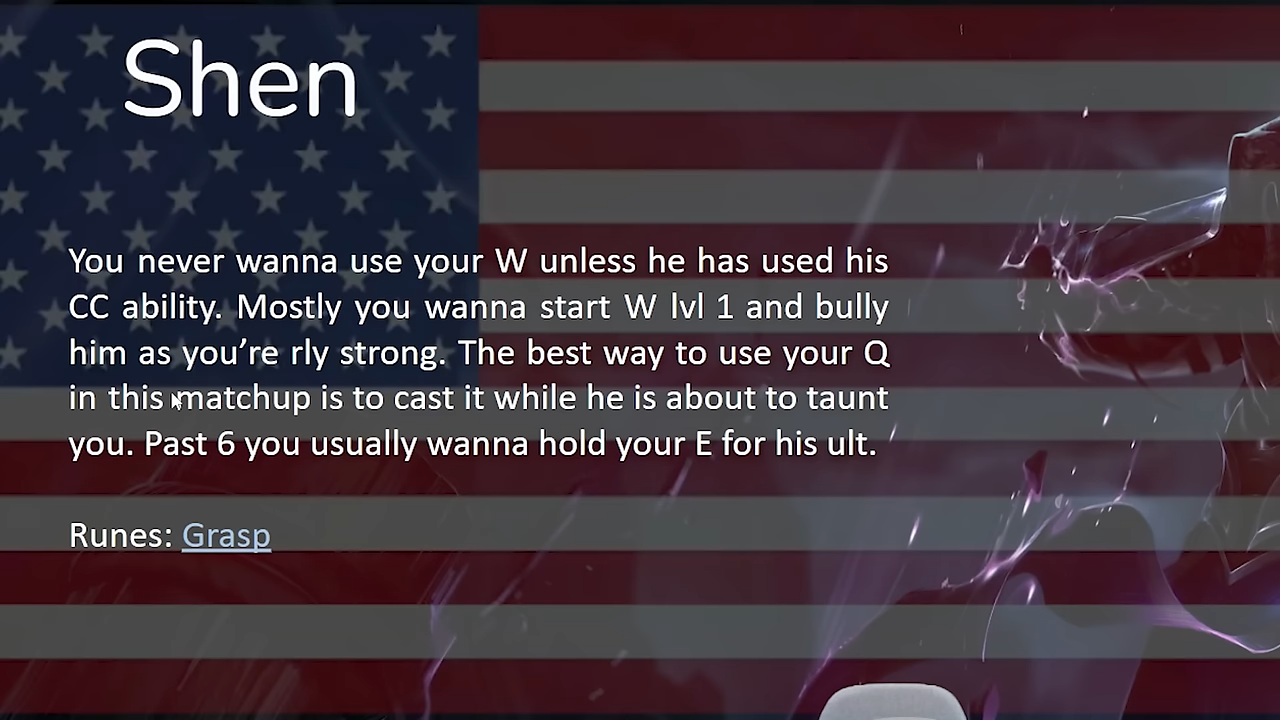 Shen
You never wanna use your W unless he has used his
CC ability. Mostly you wanna start W lvl 1 and bully
him as you’re rly strong. The best way to use your Q
in this matchup is to cast it while he is about to taunt
you. Past 6 you usually wanna hold your E for his ult.
Runes: Grasp